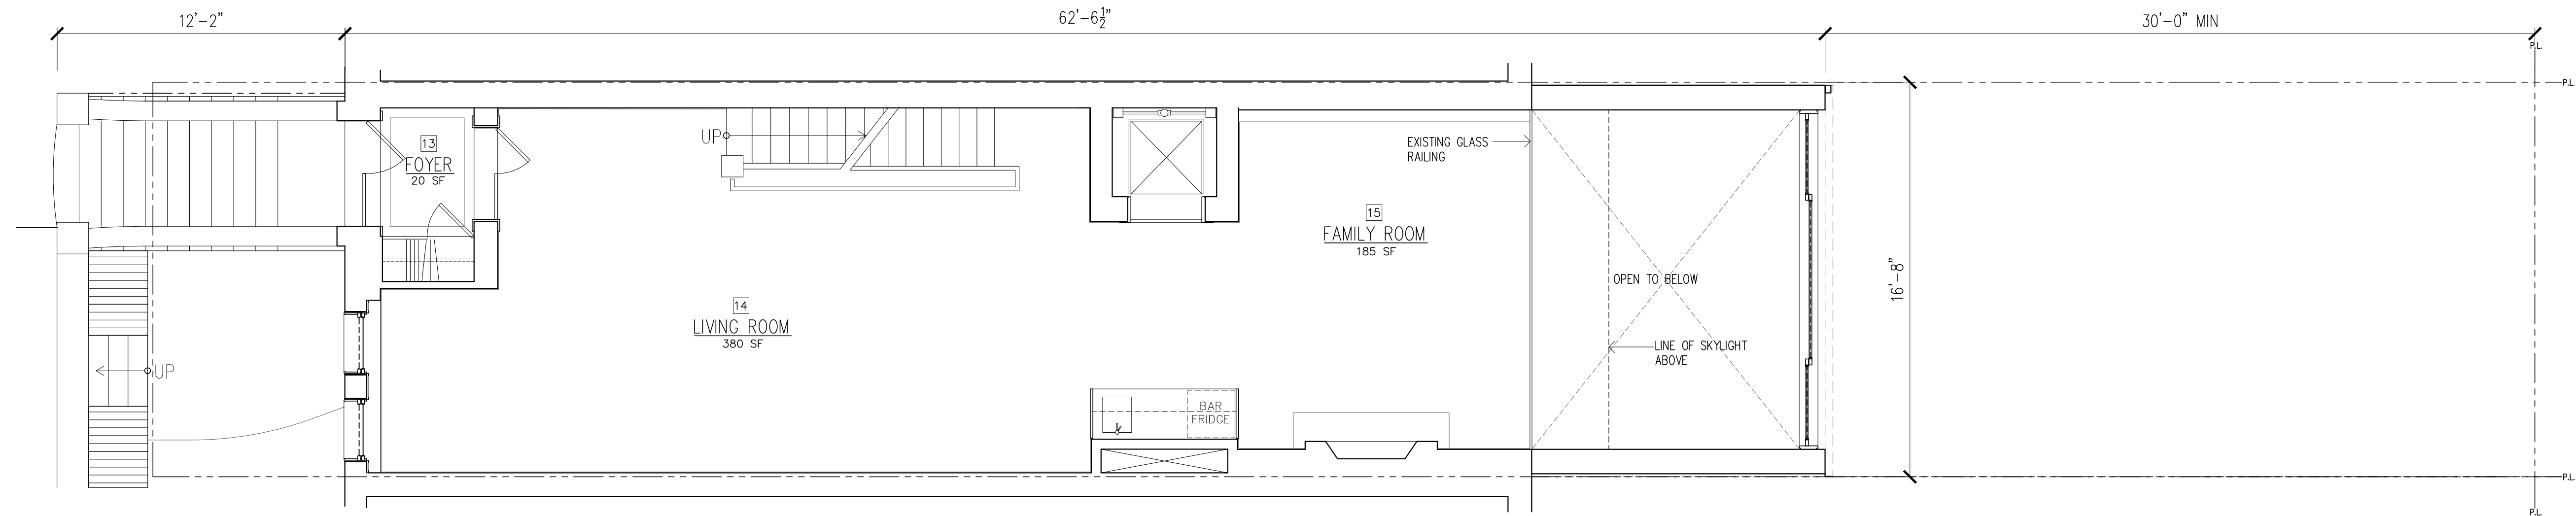 12'-2"
62'-6½"
30'-0" MIN
P.L.
P.L.
13
FOYER
20 SF
UP
EXISTING GLASS
RAILING
15
FAMILY ROOM
185 SF
16'-8"
OPEN TO BELOW
14
LIVING ROOM
380 SF
LINE OF SKYLIGHT
ABOVE
UP
BAR
FRIDGE
P.L.
P.L.